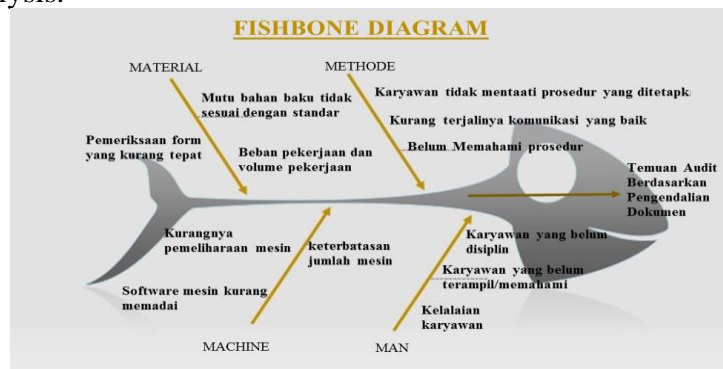 lysis.
FISHBONE DIAGRAM
MATERIAL
METHODE
Mutu bahan baku tidak
sesuai dengan standar
Karyawan tidak mentaati prosedur yang ditetapk
Kurang terjalinya komunikasi yang baik
Pemeriksaan form
yang kurang tepat
Beban pekerjaan dan
volume pekerjaan
Belum Memahami prosedur
Temuan Audit
Berdasarkan
Pengendalian
Dokumen
Kurangnya
pemeliharaan mesin
keterbatasan
jumlah mesin
Karyawan yang belum
disiplin
Software mesin kurang
memadai
Karyawan yang belum
terampil/memahami
Kelalaian
karyawan
MACHINE
MAN